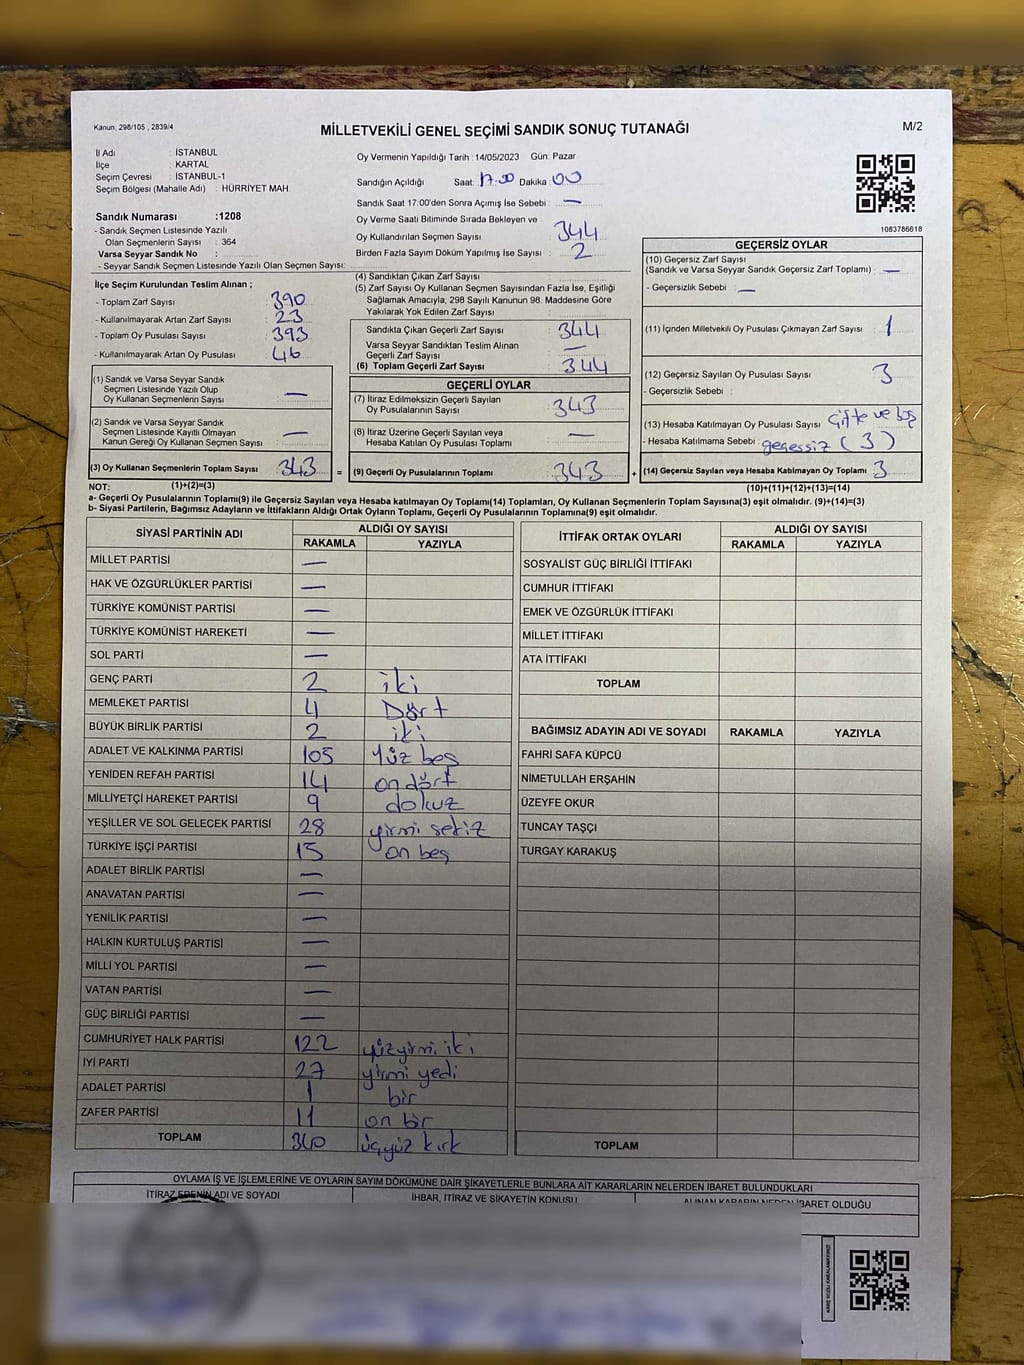 Kanun: 298/105 , 2839/4
MİLLETVEKİLİ GENEL SEÇİMİ SANDIK SONUÇ TUTANAĞI
M/2
İl Adı : İSTANBUL
İlçe : KARTAL
Seçim Çevresi : İSTANBUL-1
Seçim Bölgesi (Mahalle Adı) : HÜRRİYET MAH.
Sandık Numarası :1208
- Sandık Seçmen Listesinde Yazılı
Olan Seçmenlerin Sayısı : 364
Varsa Seyyar Sandık No :
- Seyyar Sandık Seçmen Listesinde Yazılı Olan Seçmen Sayısı:
Oy Vermenin Yapıldığı Tarih :14/05/2023 Gün: Pazar
Sandığın Açıldığı Saat: 17.00 Dakika : 00
Sandık Saat 17:00'den Sonra Açımış İse Sebebi : —
Oy Verme Saati Bitiminde Sırada Bekleyen ve
Oy Kullandırılan Seçmen Sayısı : 344
Birden Fazla Sayım Döküm Yapılmış İse Sayısı : 2
1083786618
İlçe Seçim Kurulundan Teslim Alınan ;
- Toplam Zarf Sayısı : 390
- Kullanılmayarak Artan Zarf Sayısı : 23
- Toplam Oy Pusulası Sayısı : 393
- Kullanılmayarak Artan Oy Pusulası : 46
(1) Sandık ve Varsa Seyyar Sandık
Seçmen Listesinde Yazılı Olup
Oy Kullanan Seçmenlerin Sayısı : —
(2) Sandık ve Varsa Seyyar Sandık
Seçmen Listesinde Kayıtlı Olmayan
Kanun Gereği Oy Kullanan Seçmen Sayısı : —
(3) Oy Kullanan Seçmenlerin Toplam Sayısı : 343 =
(4) Sandıktan Çıkan Zarf Sayısı :
(5) Zarf Sayısı Oy Kullanan Seçmen Sayısından Fazla İse, Eşitliği
Sağlamak Amacıyla, 298 Sayılı Kanunun 98. Maddesine Göre
Yakılarak Yok Edilen Zarf Sayısı :
Sandıkta Çıkan Geçerli Zarf Sayısı : 344
Varsa Seyyar Sandıktan Teslim Alınan
Geçerli Zarf Sayısı : —
(6) Toplam Geçerli Zarf Sayısı : 344
GEÇERLİ OYLAR
(7) İtiraz Edilmeksizin Geçerli Sayılan
Oy Pusulalarının Sayısı : 343
(8) İtiraz Üzerine Geçerli Sayılan veya
Hesaba Katılan Oy Pusulası Toplamı : —
(9) Geçerli Oy Pusulalarının Toplamı : 343 +
GEÇERSİZ OYLAR
(10) Geçersiz Zarf Sayısı
(Sandık ve Varsa Seyyar Sandık Geçersiz Zarf Toplamı) : —
- Geçersizlik Sebebi : —
(11) İçinden Milletvekili Oy Pusulası Çıkmayan Zarf Sayısı : 1
(12) Geçersiz Sayılan Oy Pusulası Sayısı : 3
- Geçersizlik Sebebi :
(13) Hesaba Katılmayan Oy Pusulası Sayısı : çifte ve boş
- Hesaba Katılmama Sebebi : geçersiz (3)
(14) Geçersiz Sayılan veya Hesaba Katılmayan Oy Toplamı : 3
NOT: (1)+(2)=(3)
(10)+(11)+(12)+(13)=(14)
a- Geçerli Oy Pusulalarının Toplamı(9) ile Geçersiz Sayılan veya Hesaba katılmayan Oy Toplamı(14) Toplamları, Oy Kullanan Seçmenlerin Toplam Sayısına(3) eşit olmalıdır. (9)+(14)=(3)
b- Siyasi Partilerin, Bağımsız Adayların ve İttifakların Aldığı Ortak Oyların Toplamı, Geçerli Oy Pusulalarının Toplamına(9) eşit olmalıdır.
SİYASİ PARTİNİN ADI ALDIĞI OY SAYISI
RAKAMLA YAZIYLA
MİLLET PARTİSİ —
HAK VE ÖZGÜRLÜKLER PARTİSİ —
TÜRKİYE KOMÜNİST PARTİSİ —
TÜRKİYE KOMÜNİST HAREKETİ —
SOL PARTİ —
GENÇ PARTİ 2 iki
MEMLEKET PARTİSİ 4 Dört
BÜYÜK BİRLİK PARTİSİ 2 iki
ADALET VE KALKINMA PARTİSİ 105 Yüz beş
YENİDEN REFAH PARTİSİ 14 on dört
MİLLİYETÇİ HAREKET PARTİSİ 9 dokuz
YEŞİLLER VE SOL GELECEK PARTİSİ 28 yirmi sekiz
TÜRKİYE İŞÇİ PARTİSİ 15 on beş
ADALET BİRLİK PARTİSİ —
ANAVATAN PARTİSİ —
YENİLİK PARTİSİ —
HALKIN KURTULUŞ PARTİSİ —
MİLLİ YOL PARTİSİ —
VATAN PARTİSİ —
GÜÇ BİRLİĞİ PARTİSİ —
CUMHURİYET HALK PARTİSİ 122 yüzyirmi iki
İYİ PARTİ 27 yirmi yedi
ADALET PARTİSİ 1 bir
ZAFER PARTİSİ 11 on bir
TOPLAM 340 üçyüz kırk
İTTİFAK ORTAK OYLARI ALDIĞI OY SAYISI
RAKAMLA YAZIYLA
SOSYALİST GÜÇ BİRLİĞİ İTTİFAKI
CUMHUR İTTİFAKI
EMEK VE ÖZGÜRLÜK İTTİFAKI
MİLLET İTTİFAKI
ATA İTTİFAKI
TOPLAM
BAĞIMSIZ ADAYIN ADI VE SOYADI RAKAMLA YAZIYLA
FAHRİ SAFA KÜPCÜ
NİMETULLAH ERŞAHİN
ÜZEYFE OKUR
TUNCAY TAŞÇI
TURGAY KARAKUŞ
TOPLAM
OYLAMA İŞ VE İŞLEMLERİNE VE OYLARIN SAYIM DÖKÜMÜNE DAİR ŞİKAYETLERLE BUNLARA AİT KARARLARIN NELERDEN İBARET BULUNDUKLARI
İTİRAZ EDENİN ADI VE SOYADI İHBAR, İTİRAZ VE ŞİKAYETİN KONUSU ALINAN KARARIN NEDEN İBARET OLDUĞU